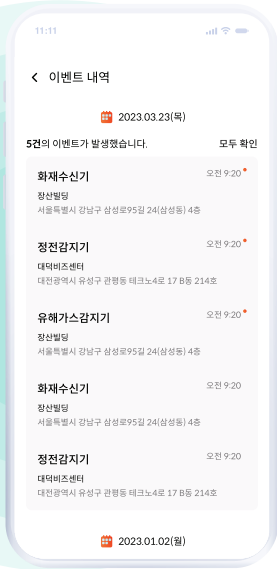 11:11
이벤트 내역
2023.03.23(목)
5건의 이벤트가 발생했습니다. 모두 확인
화재수신기 오전 9:20
장산빌딩
서울특별시 강남구 삼성로95길 24(삼성동) 4층
정전감지기 오전 9:20
대덕비즈센터
대전광역시 유성구 관평동 테크노4로 17 B동 214호
유해가스감지기 오전 9:20
장산빌딩
서울특별시 강남구 삼성로95길 24(삼성동) 4층
화재수신기 오전 9:20
장산빌딩
서울특별시 강남구 삼성로95길 24(삼성동) 4층
정전감지기 오전 9:20
대덕비즈센터
대전광역시 유성구 관평동 테크노4로 17 B동 214호
2023.01.02(월)